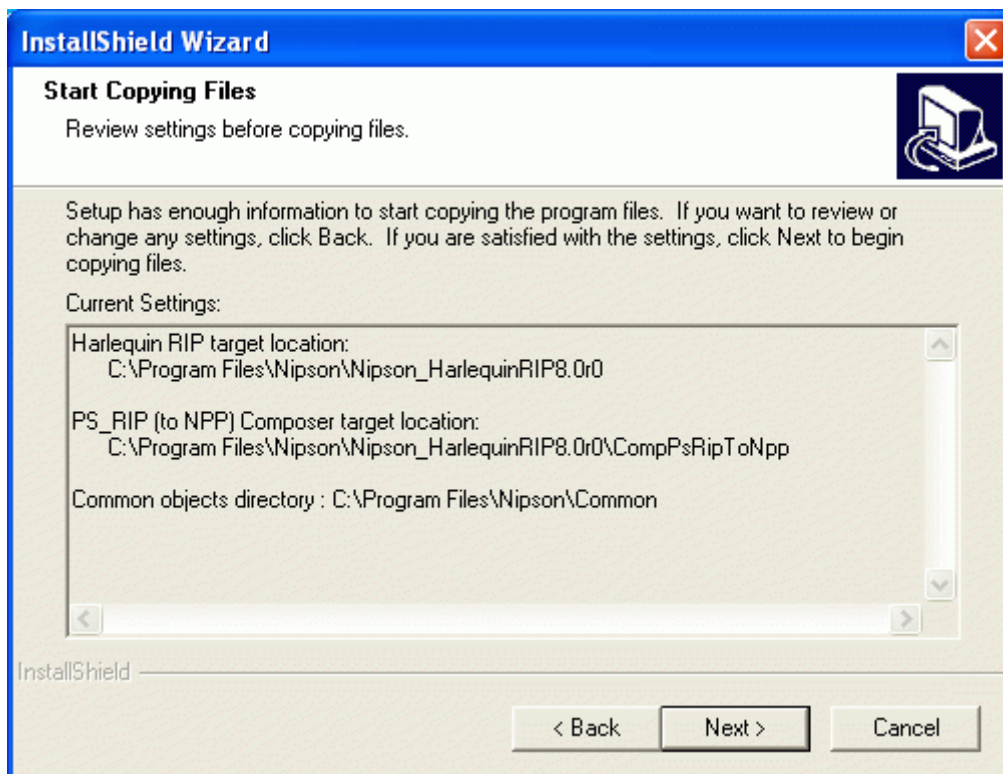 InstallShield Wizard
Start Copying Files
Review settings before copying files.
Setup has enough information to start copying the program files.  If you want to review or
change any settings, click Back.  If you are satisfied with the settings, click Next to begin
copying files.
Current Settings:
Harlequin RIP target location:
C:\Program Files\Nipson\Nipson_HarlequinRIP8.0r0
PS_RIP (to NPP) Composer target location:
C:\Program Files\Nipson\Nipson_HarlequinRIP8.0r0\CompPsRipToNpp
Common objects directory : C:\Program Files\Nipson\Common
InstallShield
< Back
Next >
Cancel